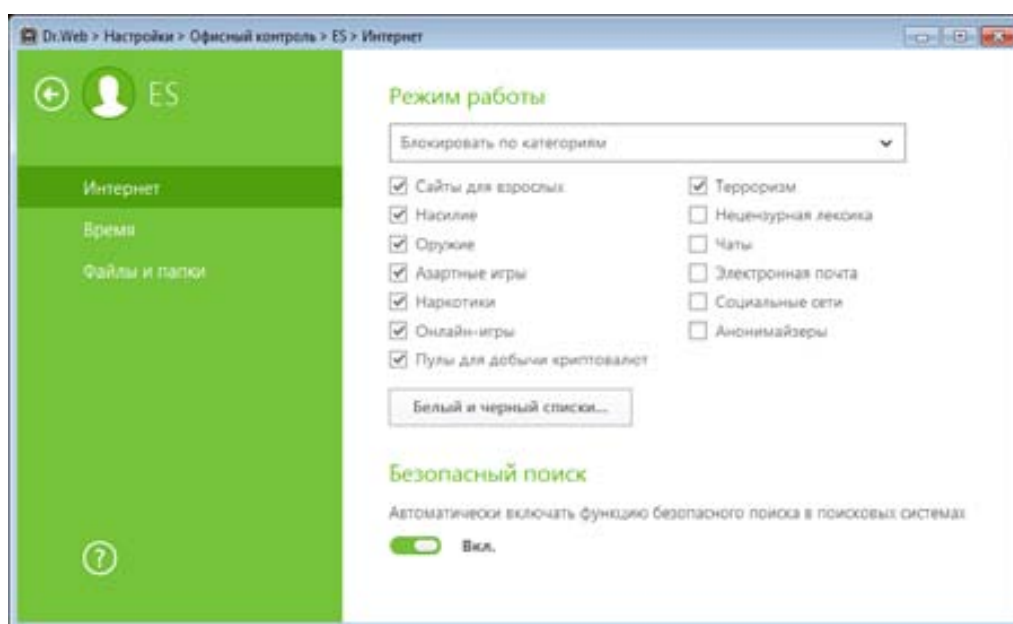 Dr.Web > Настройки > Офисный контроль > ES > Интернет
ES
Интернет
Время
Файлы и папки
Режим работы
Блокировать по категориям
Сайты для взрослых
Терроризм
Насилие
Нецензурная лексика
Оружие
Чаты
Азартные игры
Электронная почта
Наркотики
Социальные сети
Онлайн-игры
Анонимайзеры
Пулы для добычи криптовалют
Белый и черный списки...
Безопасный поиск
Автоматически включать функцию безопасного поиска в поисковых системах
Вкл.
?